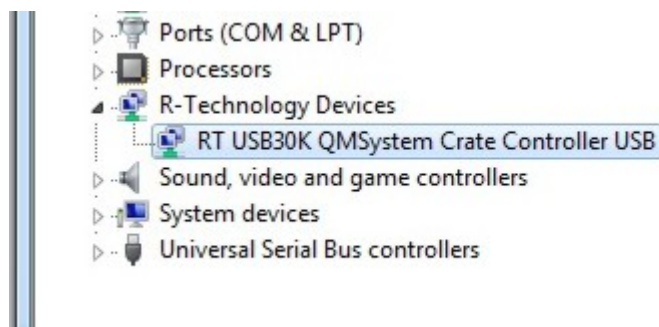 Ports (COM & LPT)
Processors
R-Technology Devices
RT USB30K QMSystem Crate Controller USB
Sound, video and game controllers
System devices
Universal Serial Bus controllers